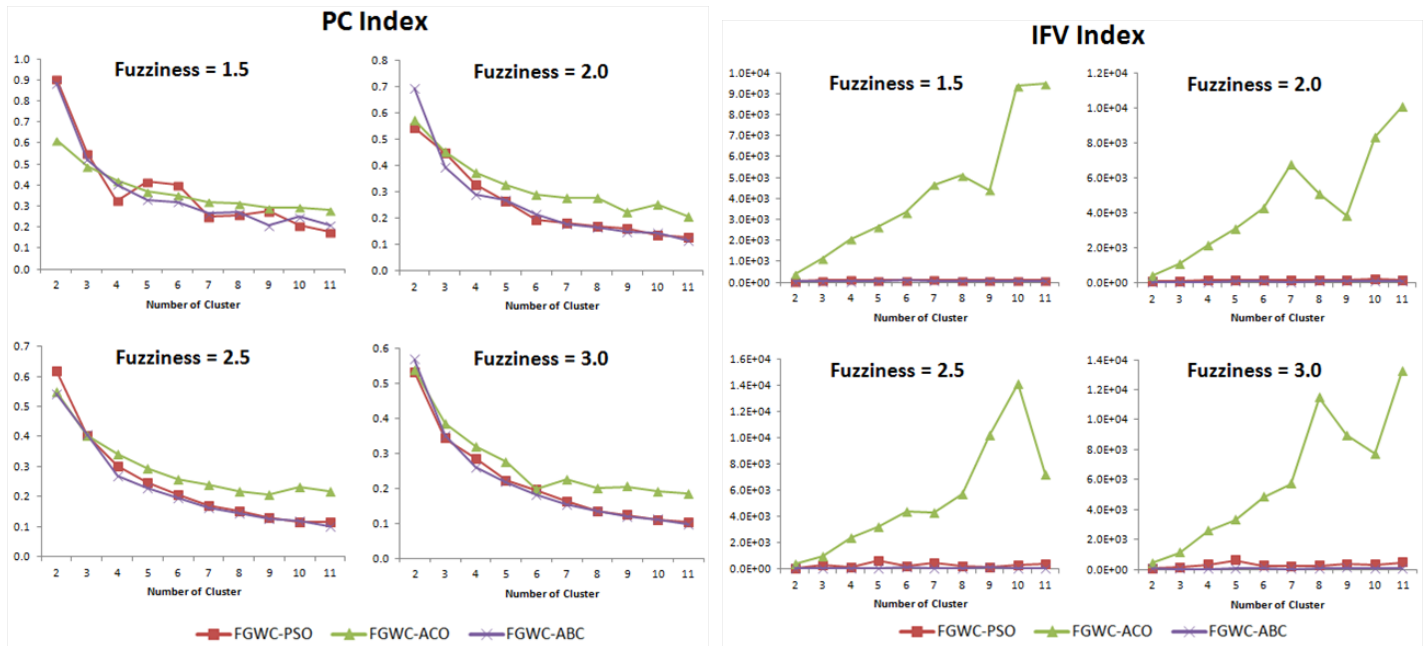 PC Index
Fuzziness = 1.5
1.0
0.9
0.8
0.7
0.6
0.5
0.4
0.3
0.2
0.1
0.0
2 3 4 5 6 7 8 9 10 11
Number of Cluster
Fuzziness = 2.0
0.8
0.7
0.6
0.5
0.4
0.3
0.2
0.1
0.0
2 3 4 5 6 7 8 9 10 11
Number of Cluster
Fuzziness = 2.5
0.7
0.6
0.5
0.4
0.3
0.2
0.1
0.0
2 3 4 5 6 7 8 9 10 11
Number of Cluster
Fuzziness = 3.0
0.6
0.5
0.4
0.3
0.2
0.1
0.0
2 3 4 5 6 7 8 9 10 11
Number of Cluster
FGWC-PSO FGWC-ACO FGWC-ABC
IFV Index
Fuzziness = 1.5
1.0E+04
9.0E+03
8.0E+03
7.0E+03
6.0E+03
5.0E+03
4.0E+03
3.0E+03
2.0E+03
1.0E+03
0.0E+00
2 3 4 5 6 7 8 9 10 11
Number of Cluster
Fuzziness = 2.0
1.2E+04
1.0E+04
8.0E+03
6.0E+03
4.0E+03
2.0E+03
0.0E+00
2 3 4 5 6 7 8 9 10 11
Number of Cluster
Fuzziness = 2.5
1.6E+04
1.4E+04
1.2E+04
1.0E+04
8.0E+03
6.0E+03
4.0E+03
2.0E+03
0.0E+00
2 3 4 5 6 7 8 9 10 11
Number of Cluster
Fuzziness = 3.0
1.4E+04
1.2E+04
1.0E+04
8.0E+03
6.0E+03
4.0E+03
2.0E+03
0.0E+00
2 3 4 5 6 7 8 9 10 11
Number of Cluster
FGWC-PSO FGWC-ACO FGWC-ABC